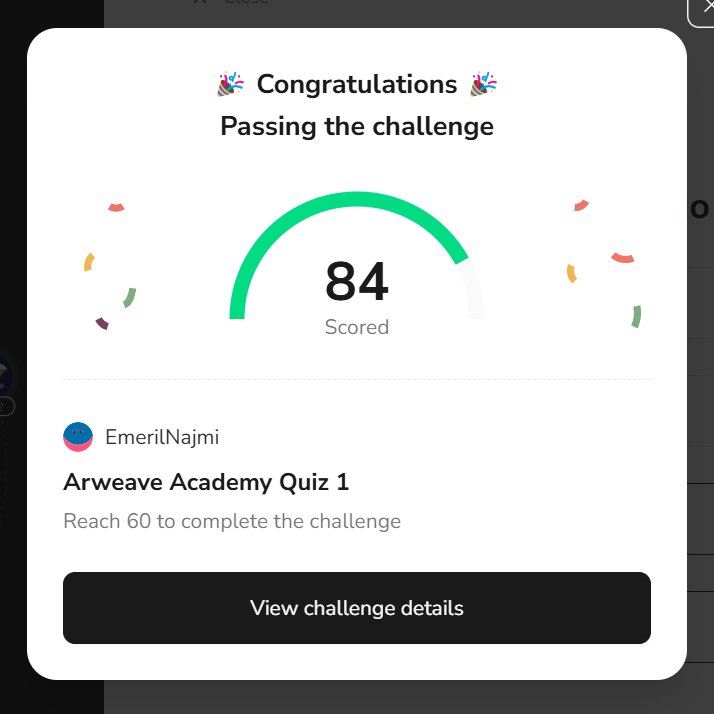 Close
Congratulations
Passing the challenge
84
Scored
EmerilNajmi
Arweave Academy Quiz 1
Reach 60 to complete the challenge
View challenge details